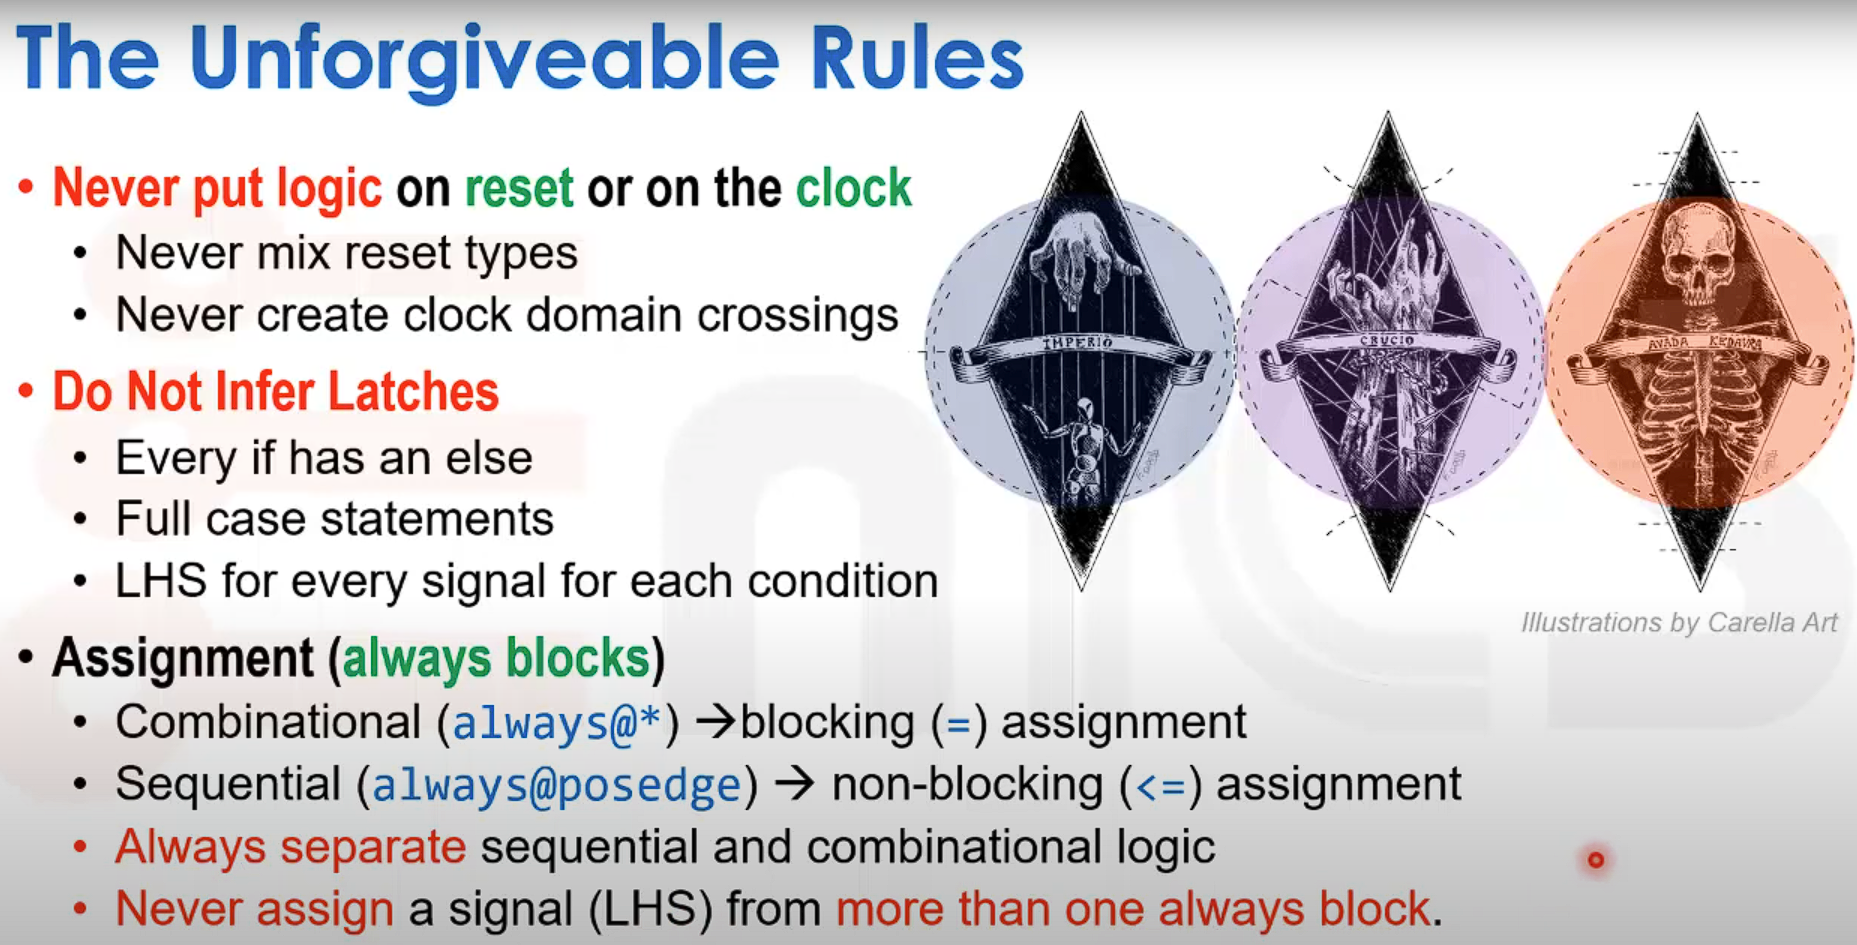 The Unforgiveable Rules
• Never put logic on reset or on the clock
• Never mix reset types
• Never create clock domain crossings
• Do Not Infer Latches
• Every if has an else
• Full case statements
• LHS for every signal for each condition
• Assignment (always blocks)
• Combinational (always@*) →blocking (=) assignment
• Sequential (always@posedge) → non-blocking (<=) assignment
• Always separate sequential and combinational logic
• Never assign a signal (LHS) from more than one always block.
IMPERIO
CRUCIO
AVADA KEDAVRA
Illustrations by Carella Art